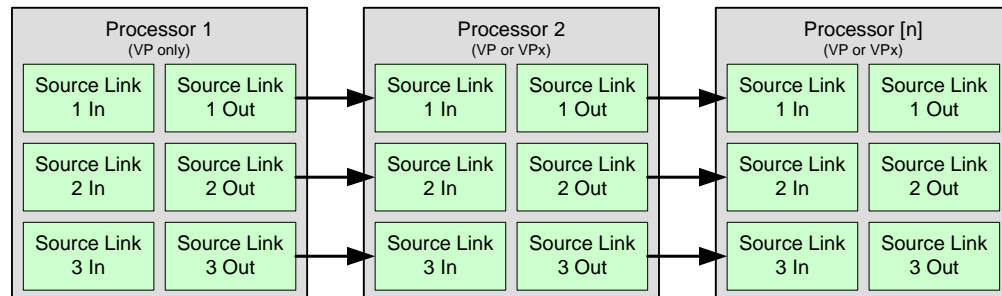 Processor 1
(VP only)
Source Link
1 In
Source Link
1 Out
Source Link
2 In
Source Link
2 Out
Source Link
3 In
Source Link
3 Out
Processor 2
(VP or VPx)
Source Link
1 In
Source Link
1 Out
Source Link
2 In
Source Link
2 Out
Source Link
3 In
Source Link
3 Out
Processor [n]
(VP or VPx)
Source Link
1 In
Source Link
1 Out
Source Link
2 In
Source Link
2 Out
Source Link
3 In
Source Link
3 Out